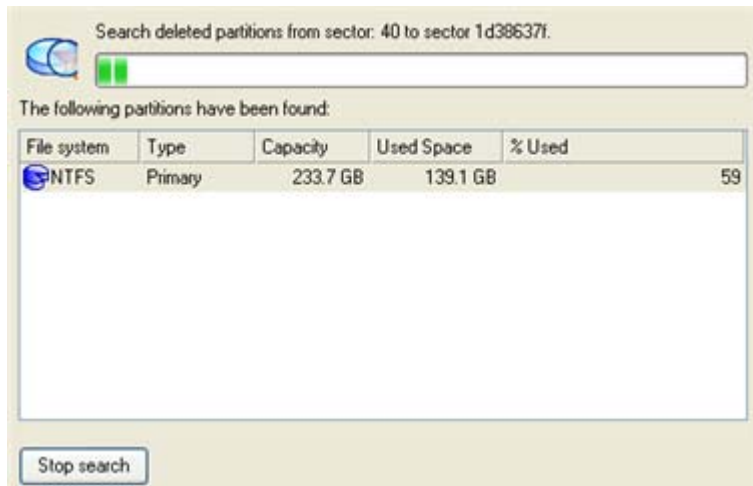 Search deleted partitions from sector: 40 to sector 1d38637f.
The following partitions have been found:
File system Type Capacity Used Space % Used
NTFS Primary 233.7 GB 139.1 GB 59
Stop search